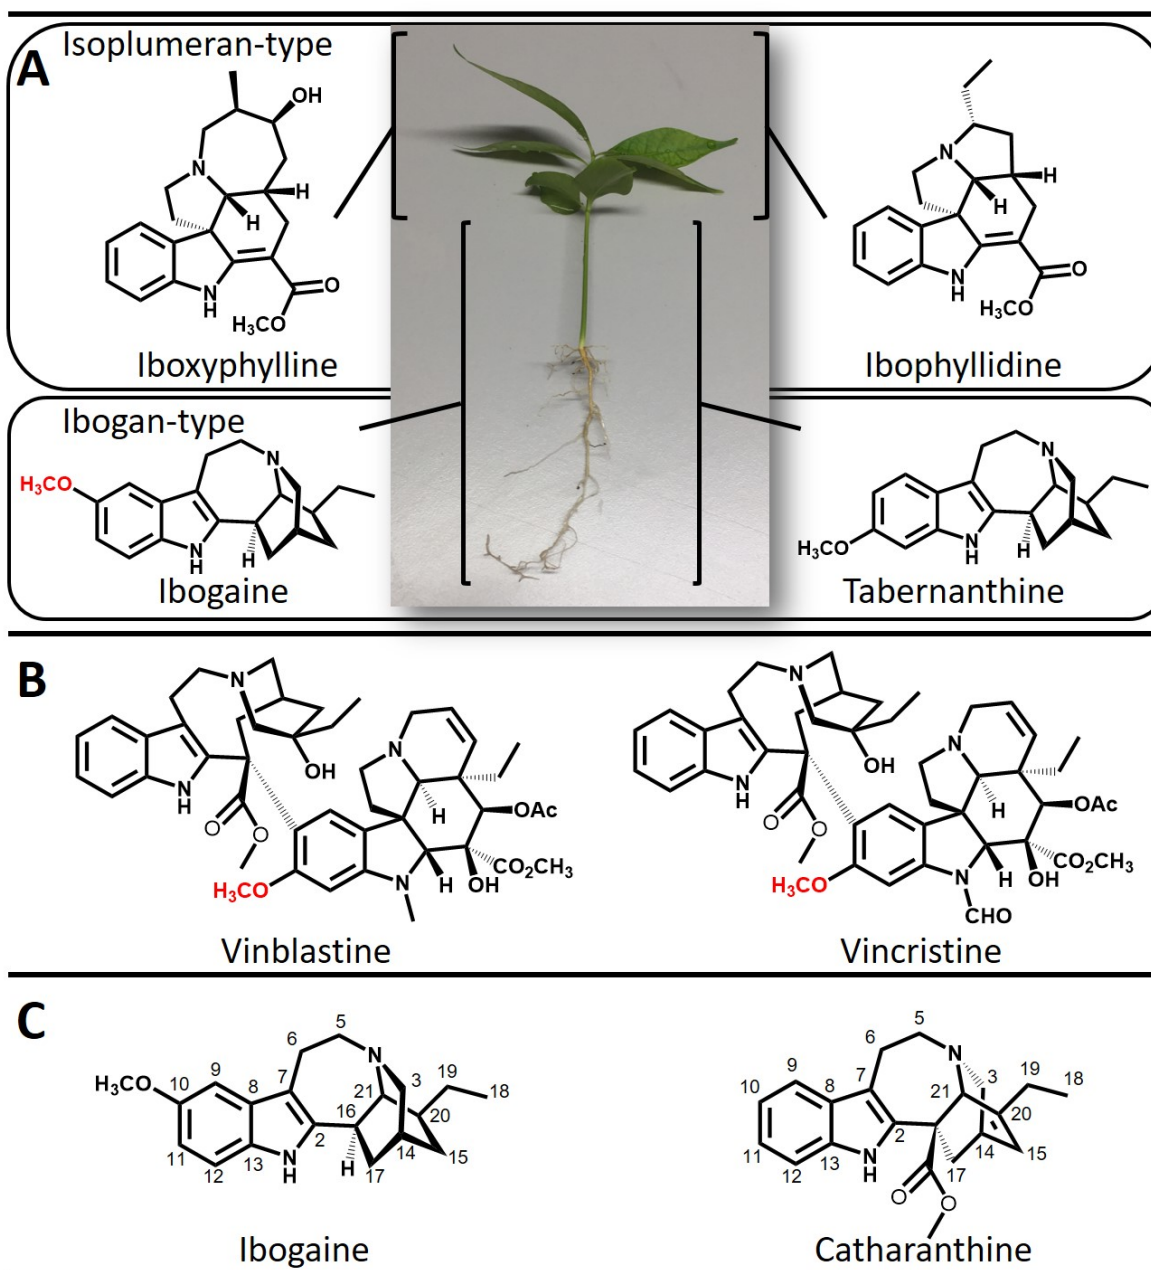 A
Isoplumeran-type
OH
N
H
H
N
H
O
H₃CO
Iboxyphylline
N
H
H
N
H
O
H₃CO
Ibophyllidine
Ibogan-type
H₃CO
N
N
H
H
Ibogaine
N
H₃CO
N
H
H
Tabernanthine
B
N
OH
N
H
O
O
N
H
OAc
H₃CO
N
H
OH
CO₂CH₃
Vinblastine
N
OH
N
H
O
O
N
H
OAc
H₃CO
N
H
OH
CO₂CH₃
CHO
Vincristine
C
5
6
N
H₃CO
10
9
8
7
21
3
19
18
16
20
2
11
12
13
N
H
H
17
14
15
Ibogaine
5
6
N
9
7
3
19
18
10
8
21
20
2
11
12
13
N
H
17
14
15
O
O
Catharanthine